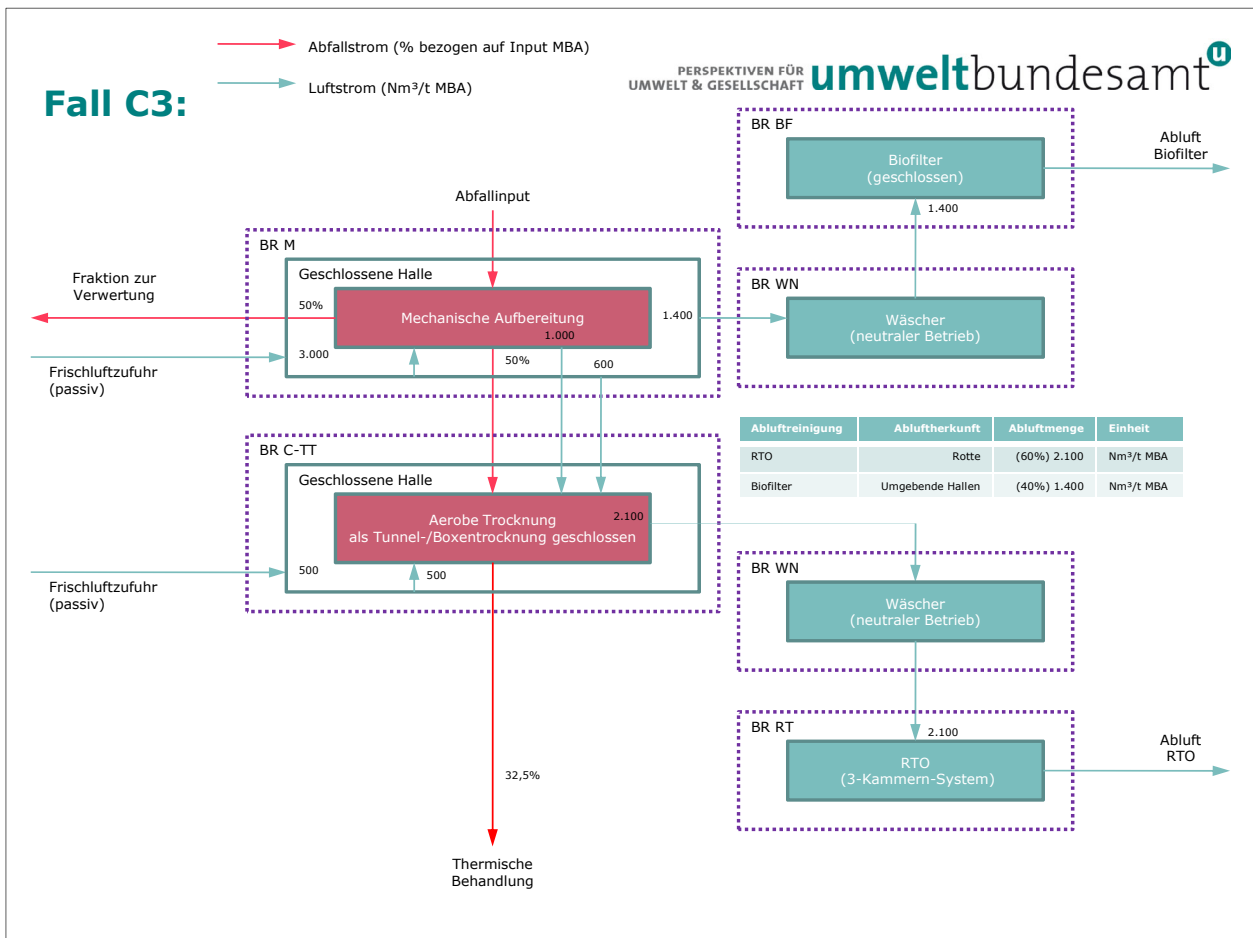 Abfallstrom (% bezogen auf Input MBA)
Luftstrom (Nm³/t MBA)
PERSPEKTIVEN FÜR
UMWELT & GESELLSCHAFT
umweltbundesamt
u
Fall C3:
BR BF
Biofilter
(geschlossen)
1.400
Abluft
Biofilter
Abfallinput
BR M
Geschlossene Halle
Fraktion zur
Verwertung
50%
Mechanische Aufbereitung
1.000
1.400
3.000
50%
600
Frischluftzufuhr
(passiv)
BR WN
Wäscher
(neutraler Betrieb)
Abluftreinigung Abluftherkunft Abluftmenge Einheit
RTO Rotte (60%) 2.100 Nm³/t MBA
Biofilter Umgebende Hallen (40%) 1.400 Nm³/t MBA
BR C-TT
Geschlossene Halle
Aerobe Trocknung
als Tunnel-/Boxentrocknung geschlossen
2.100
500
500
Frischluftzufuhr
(passiv)
BR WN
Wäscher
(neutraler Betrieb)
BR RT
2.100
RTO
(3-Kammern-System)
Abluft
RTO
32,5%
Thermische
Behandlung